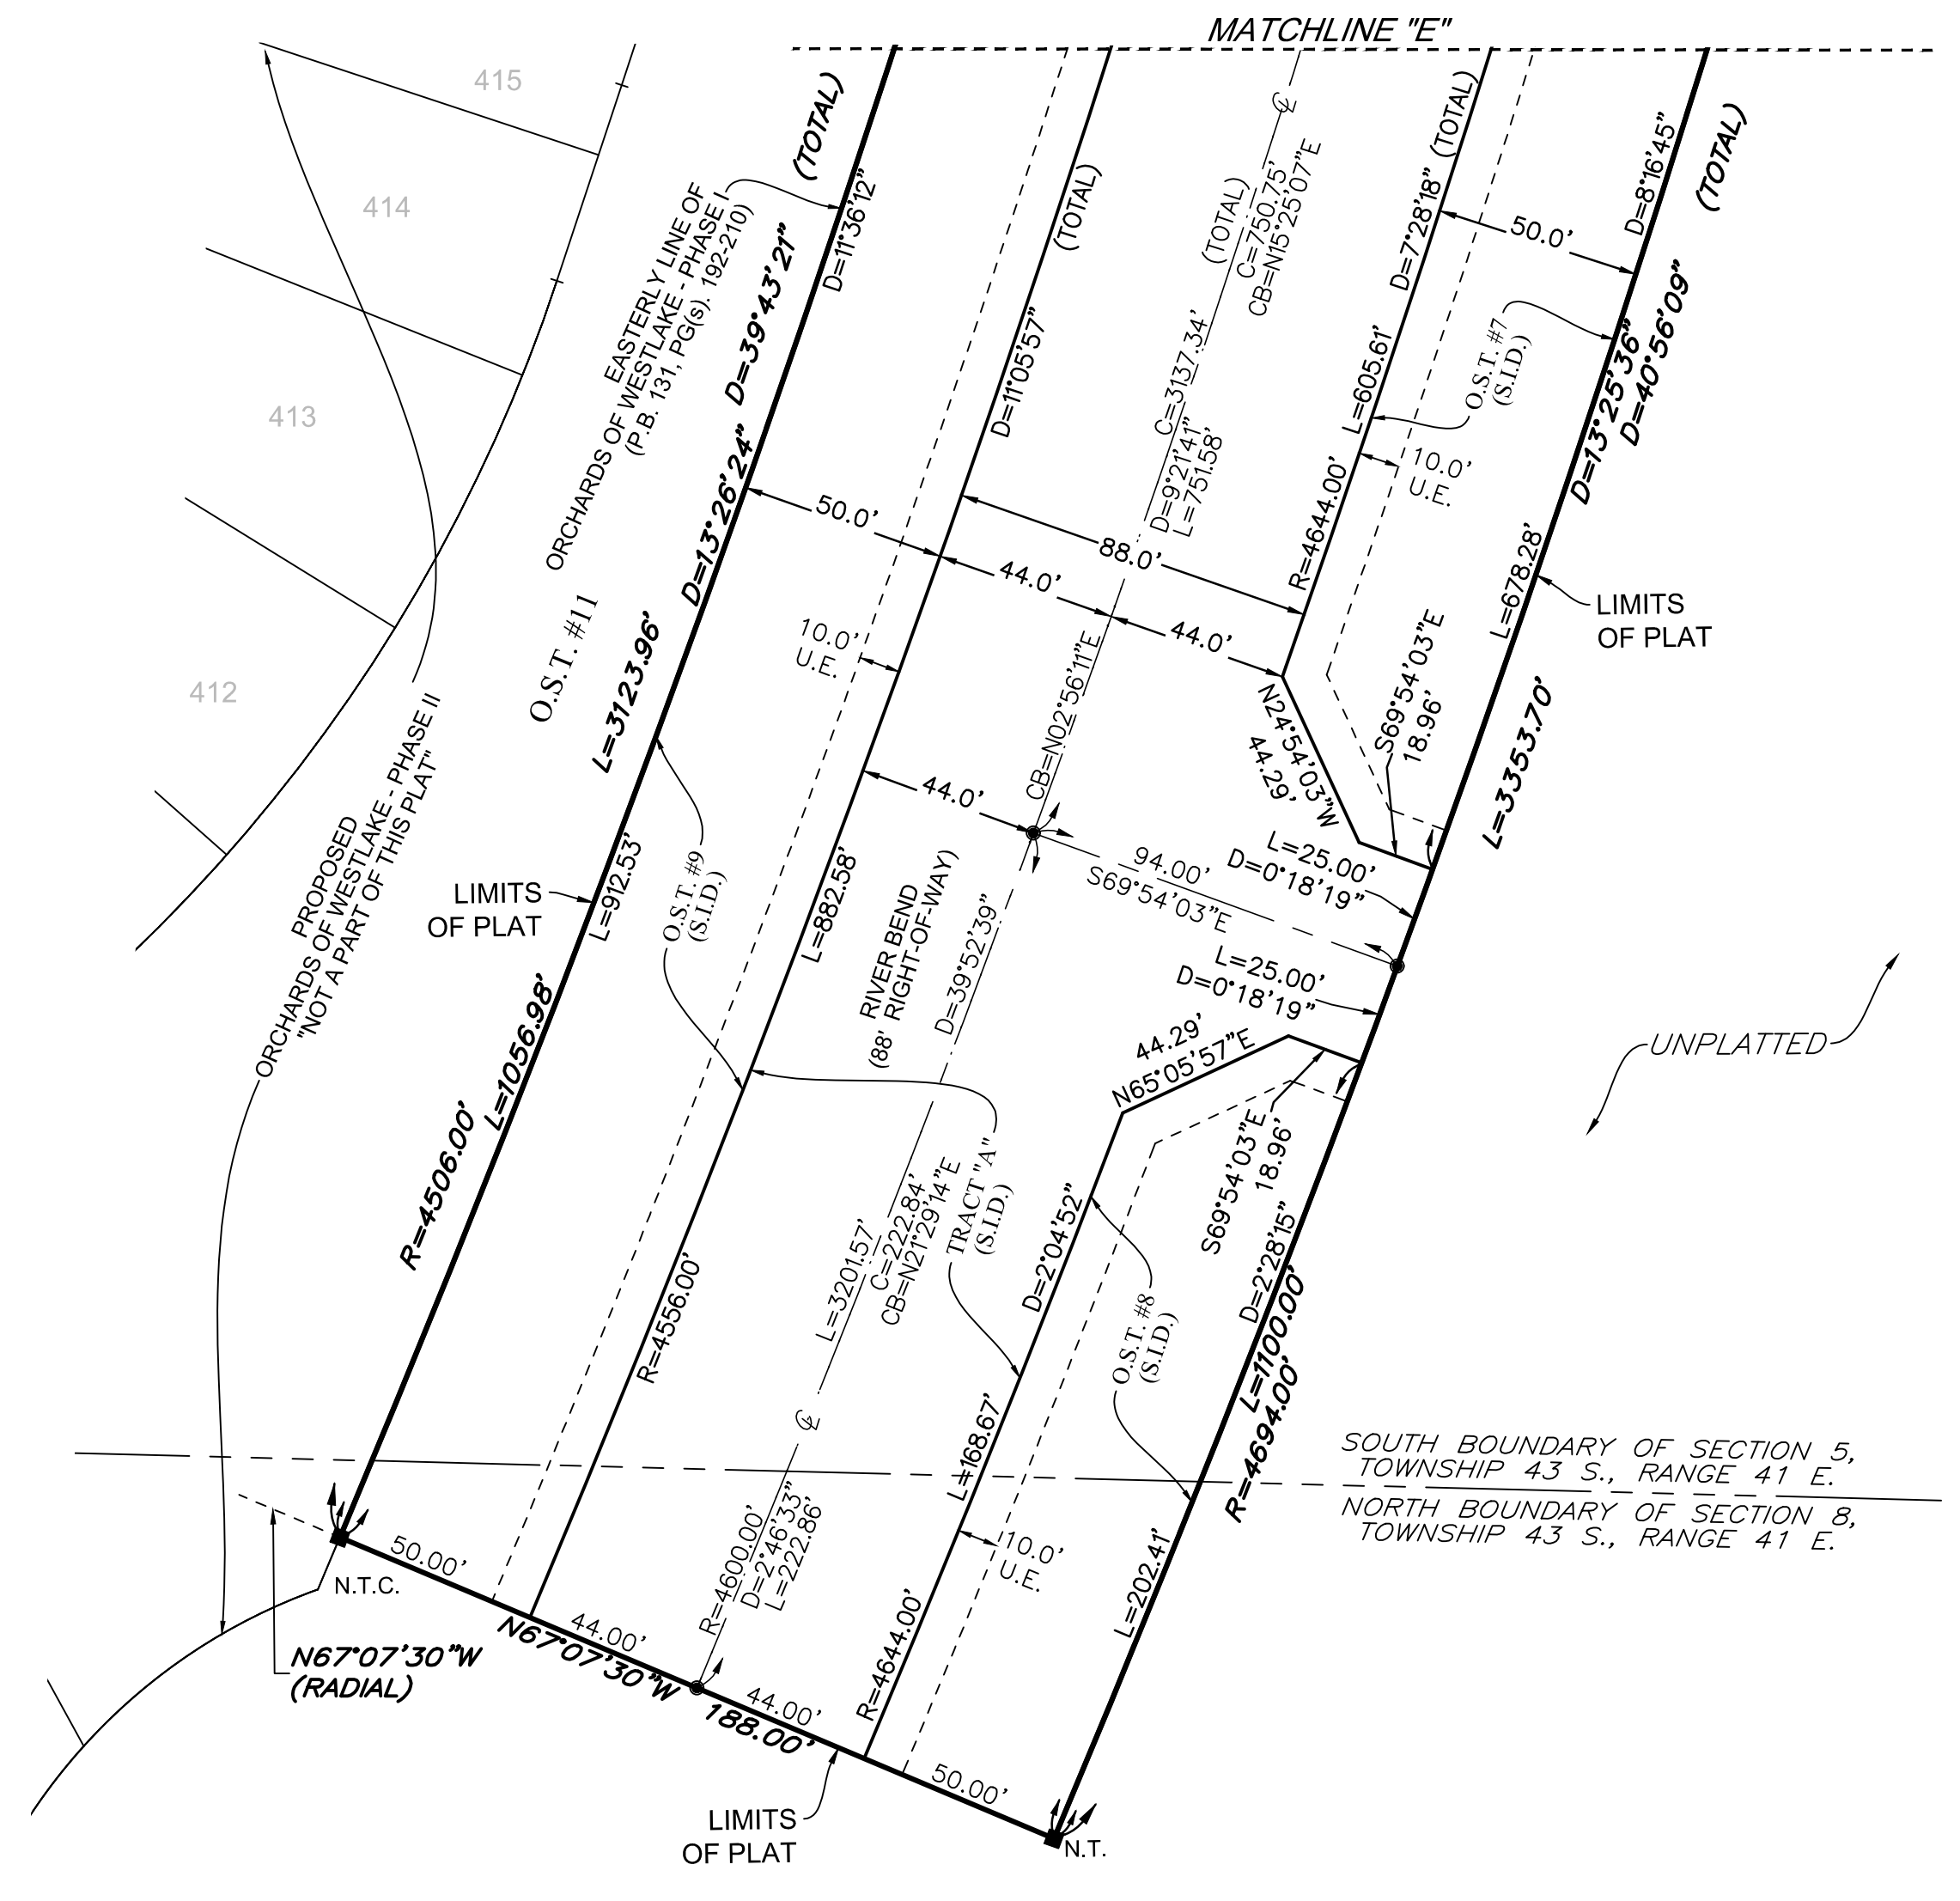 MATCHLINE "E"
415
414
413
412
(TOTAL)
D=11°36'12"
EASTERLY LINE OF
ORCHARDS OF WESTLAKE - PHASE I
(P.B. 131, PG(s). 192-210)
D=39°43'21"
D=13°26'24"
L=3123.96'
O.S.T. #11
(TOTAL)
D=11°05'57"
(TOTAL)
C=750.75'
CB=N15°25'07"E
C=3137.34'
D=9°21'41"
L=751.58'
(TOTAL)
D=7°28'18"
L=605.61'
R=4644.00'
D=8°16'45"
(TOTAL)
50.0'
O.S.T. #7
(S.I.D.)
D=13°25'36"
D=40°56'09"
10.0'
U.E.
L=678.28'
LIMITS
OF PLAT
50.0'
88.0'
44.0'
44.0'
10.0'
U.E.
CB=N02°56'11"E
N24°54'03"W
44.29'
S69°54'03"E
18.96'
L=3353.70'
44.0'
L=25.00'
D=0°18'19"
94.00'
S69°54'03"E
L=25.00'
D=0°18'19"
PROPOSED
ORCHARDS OF WESTLAKE - PHASE II
"NOT A PART OF THIS PLAT"
LIMITS
OF PLAT
L=912.53'
O.S.T. #9
(S.I.D.)
L=882.58'
RIVER BEND
(88' RIGHT-OF-WAY)
D=39°52'39"
44.29'
N65°05'57"E
UNPLATTED
L=1056.98'
R=4506.00'
S69°54'03"E
18.96'
TRACT "A"
(S.I.D.)
C=222.84'
CB=N21°29'14"E
L=3201.57'
D=2°04'52"
D=2°28'15"
L=1100.00'
R=4694.00'
O.S.T. #8
(S.I.D.)
R=4556.00'
L=168.67'
SOUTH BOUNDARY OF SECTION 5,
TOWNSHIP 43 S., RANGE 41 E.
NORTH BOUNDARY OF SECTION 8,
TOWNSHIP 43 S., RANGE 41 E.
50.00'
N.T.C.
R=4600.00'
D=2°46'33"
L=222.86'
10.0'
U.E.
L=202.41'
R=4644.00'
N67°07'30"W
(RADIAL)
44.00'
N67°07'30"W
44.00'
188.00'
50.00'
LIMITS
OF PLAT
N.T.